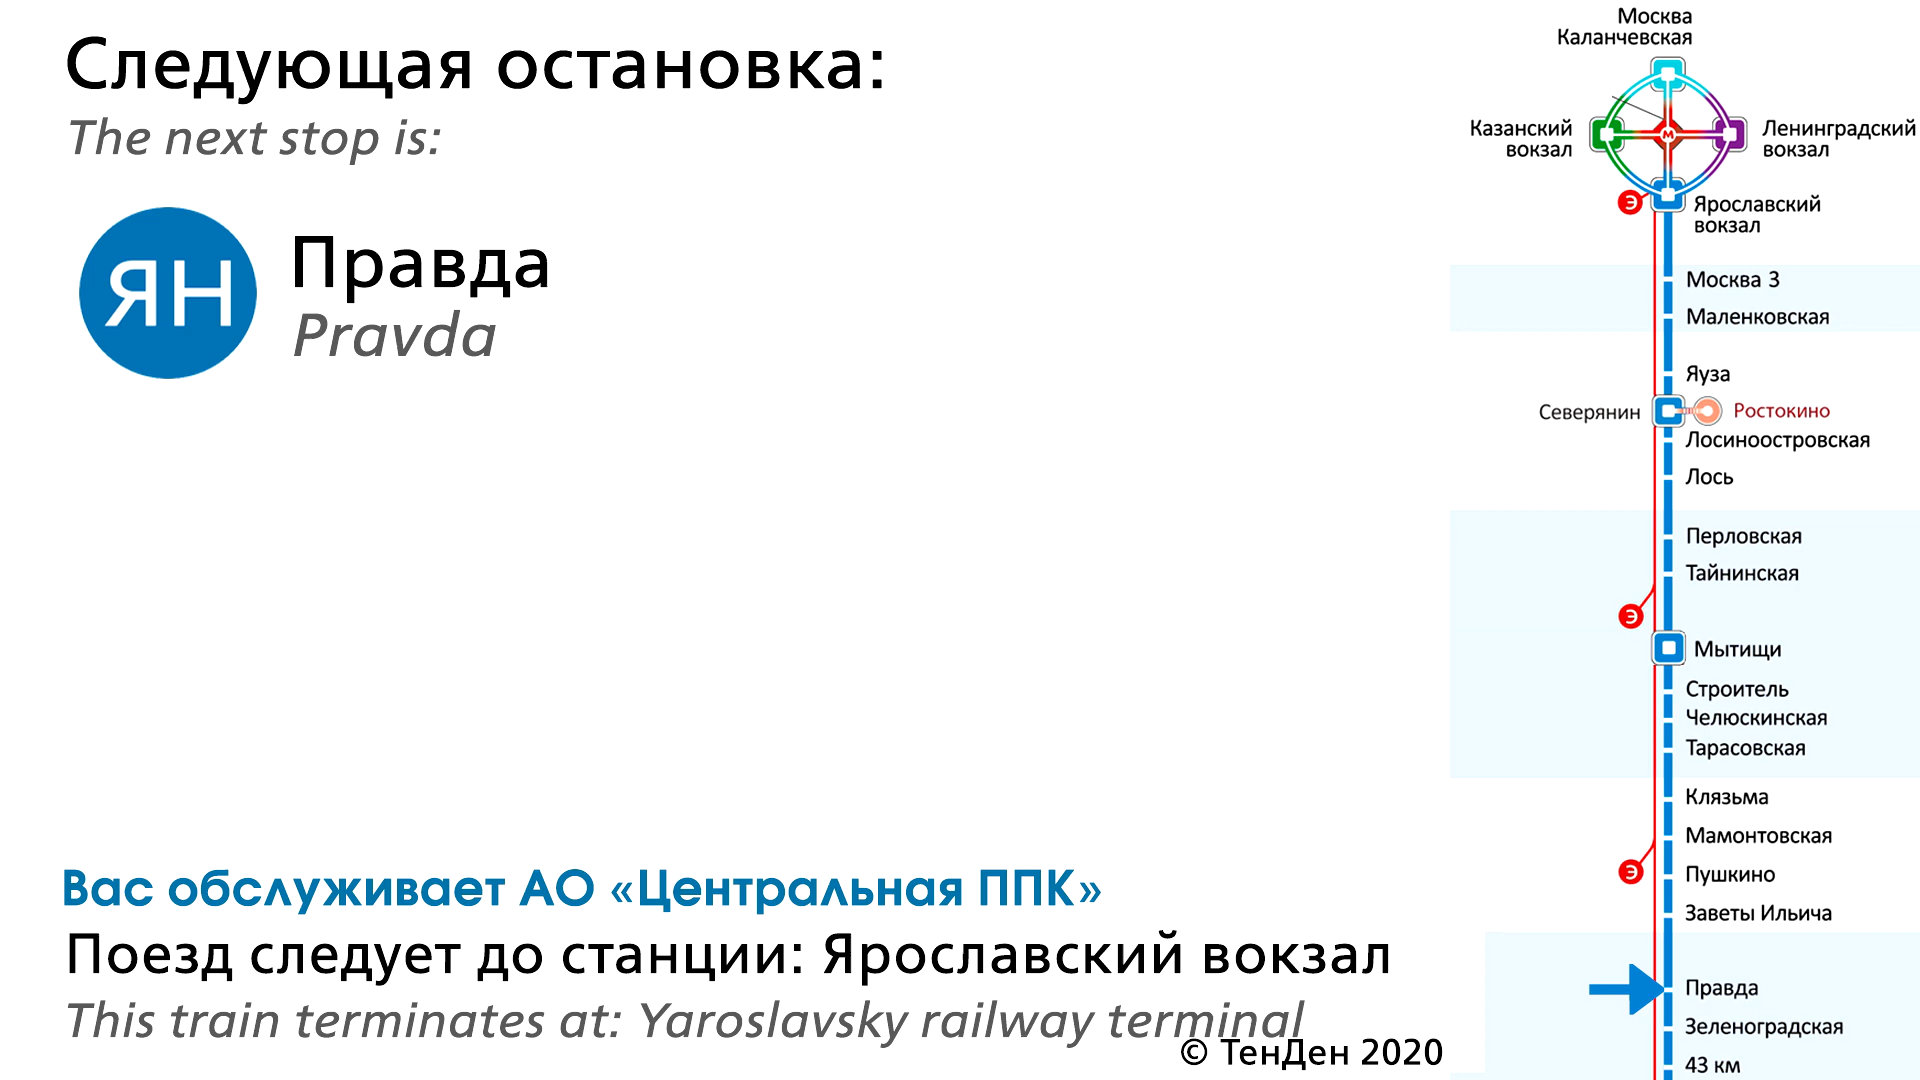 Следующая остановка:
The next stop is:
ЯН
Правда
Pravda
Вас обслуживает АО «Центральная ППК»
Поезд следует до станции: Ярославский вокзал
This train terminates at: Yaroslavsky railway terminal
© ТенДен 2020
Москва
Каланчевская
Казанский
вокзал
М
Ленинградский
вокзал
Э
Ярославский
вокзал
Москва 3
Маленковская
Яуза
Северянин
Ростокино
Лосиноостровская
Лось
Перловская
Тайнинская
Э
Мытищи
Строитель
Челюскинская
Тарасовская
Клязьма
Мамонтовская
Э
Пушкино
Заветы Ильича
Правда
Зеленоградская
43 км